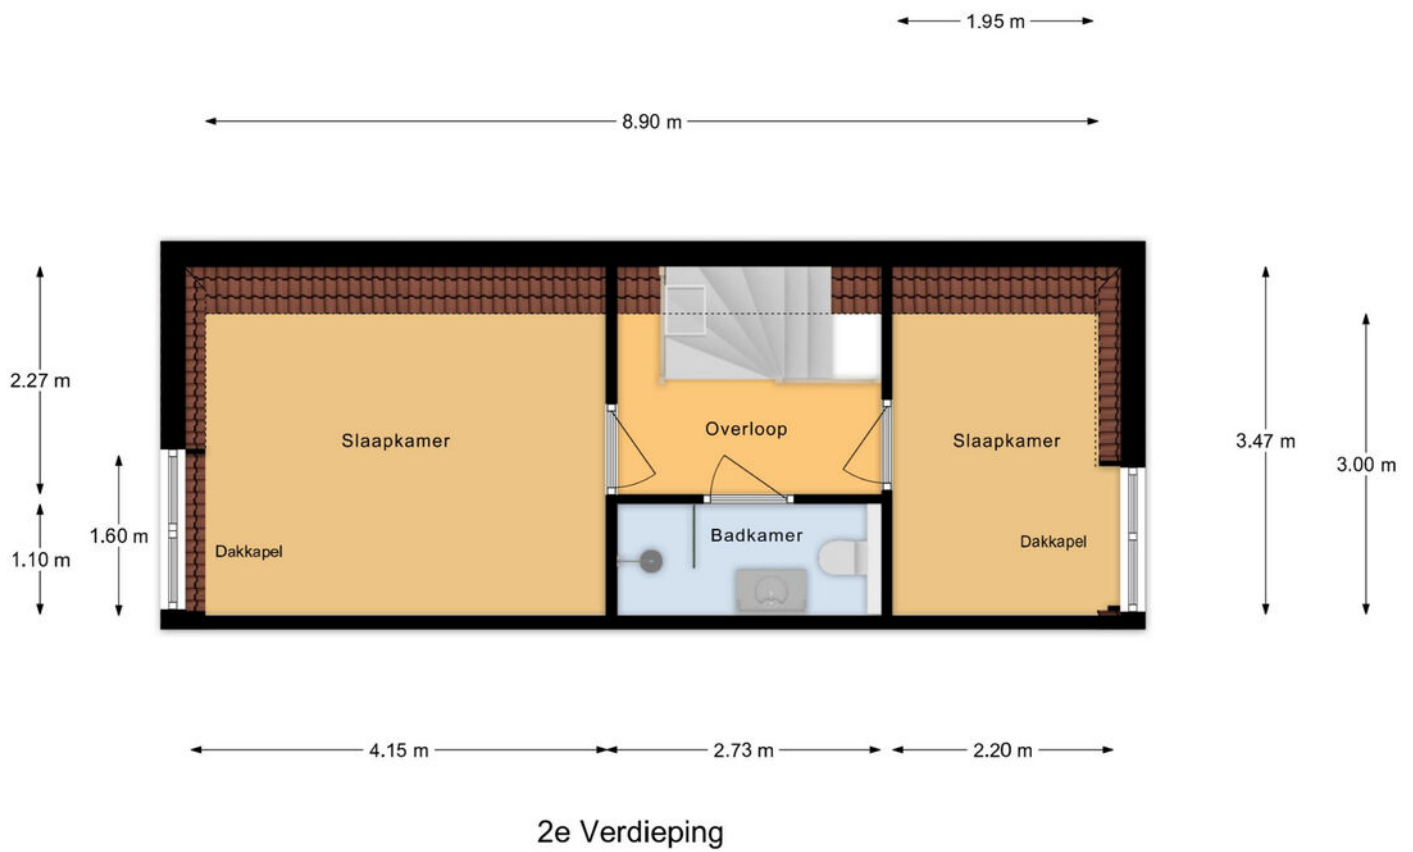 1.95 m
8.90 m
2.27 m
Slaapkamer
Overloop
Slaapkamer
3.47 m
3.00 m
1.60 m
1.10 m
Dakkapel
Badkamer
Dakkapel
4.15 m
2.73 m
2.20 m
2e Verdieping